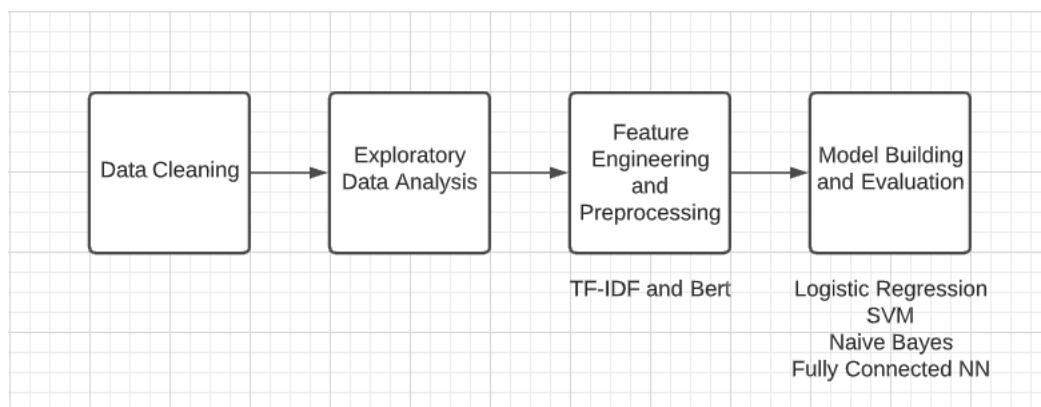 Data Cleaning
Exploratory
Data Analysis
Feature
Engineering
and
Preprocessing
Model Building
and Evaluation
TF-IDF and Bert
Logistic Regression
SVM
Naive Bayes
Fully Connected NN